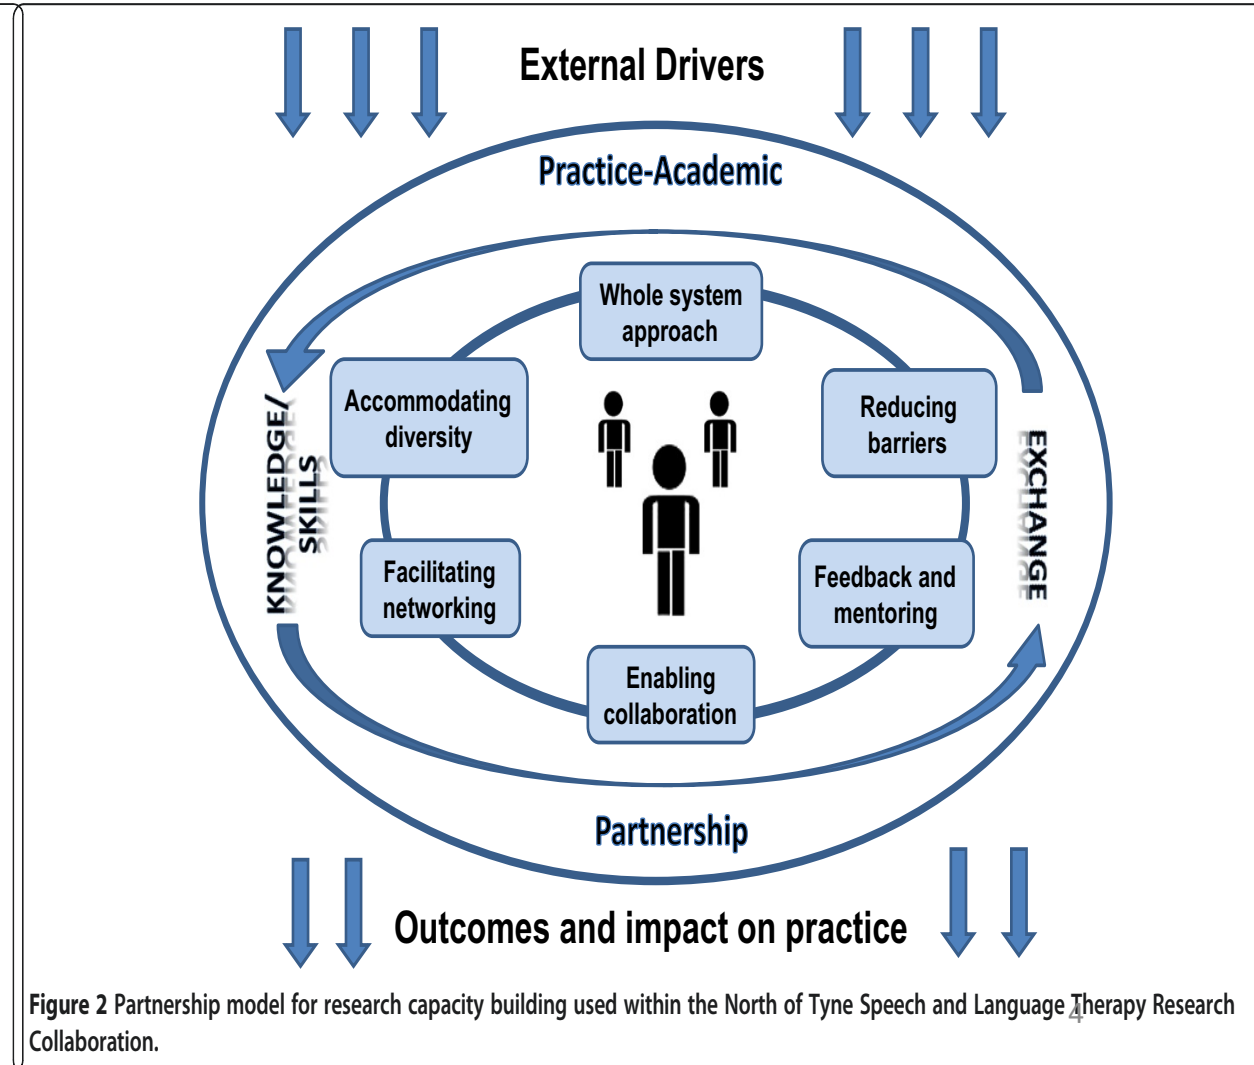 External Drivers
Practice-Academic
Whole system
approach
Accommodating
diversity
Reducing
barriers
KNOWLEDGE/
SKILLS
EXCHANGE
Facilitating
networking
Feedback and
mentoring
Enabling
collaboration
Partnership
Outcomes and impact on practice
Figure 2 Partnership model for research capacity building used within the North of Tyne Speech and Language Therapy Research
Collaboration.
4